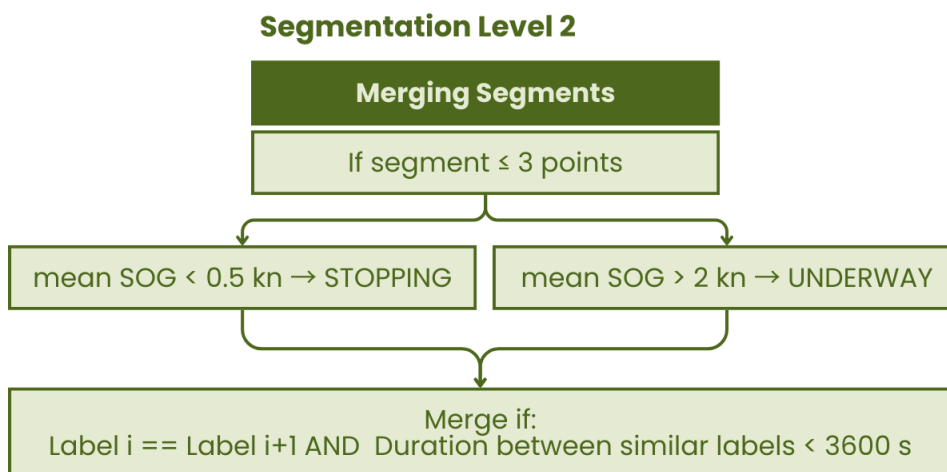 Segmentation Level 2
Merging Segments
If segment ≤ 3 points
mean SOG < 0.5 kn → STOPPING
mean SOG > 2 kn → UNDERWAY
Merge if:
Label i == Label i+1 AND  Duration between similar labels < 3600 s